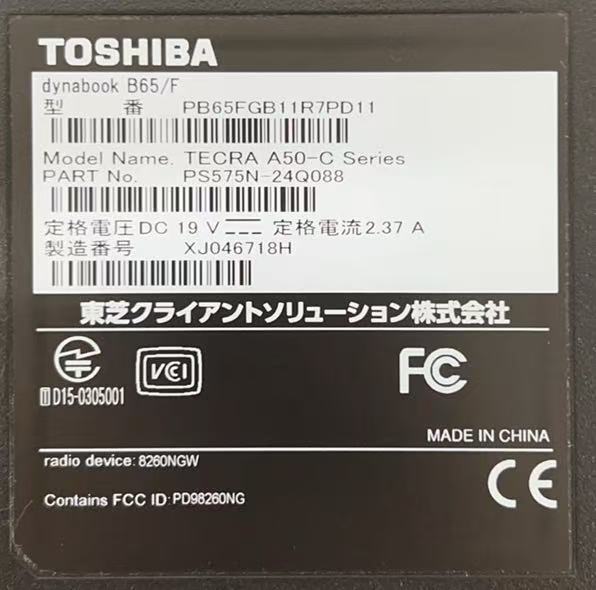 TOSHIBA
dynabook B65/F
型 番 PB65FGB11R7PD11
Model Name. TECRA A50-C Series
PART No. PS575N-24Q088
定格電圧DC 19 V⎓ 定格電流2.37 A
製造番号 XJ046718H
東芝クライアントソリューション株式会社
VCI FC
D15-0305001
MADE IN CHINA
radio device: 8260NGW
CE
Contains FCC ID: PD98260NG